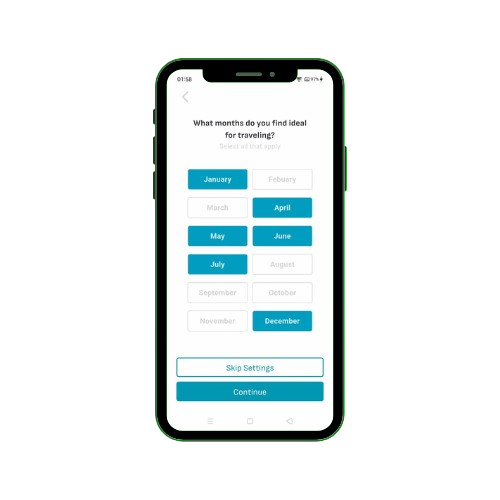 01:58
97%
What months do you find ideal
for traveling?
Select all that apply
January
Febuary
March
April
May
June
July
August
September
October
November
December
Skip Settings
Continue